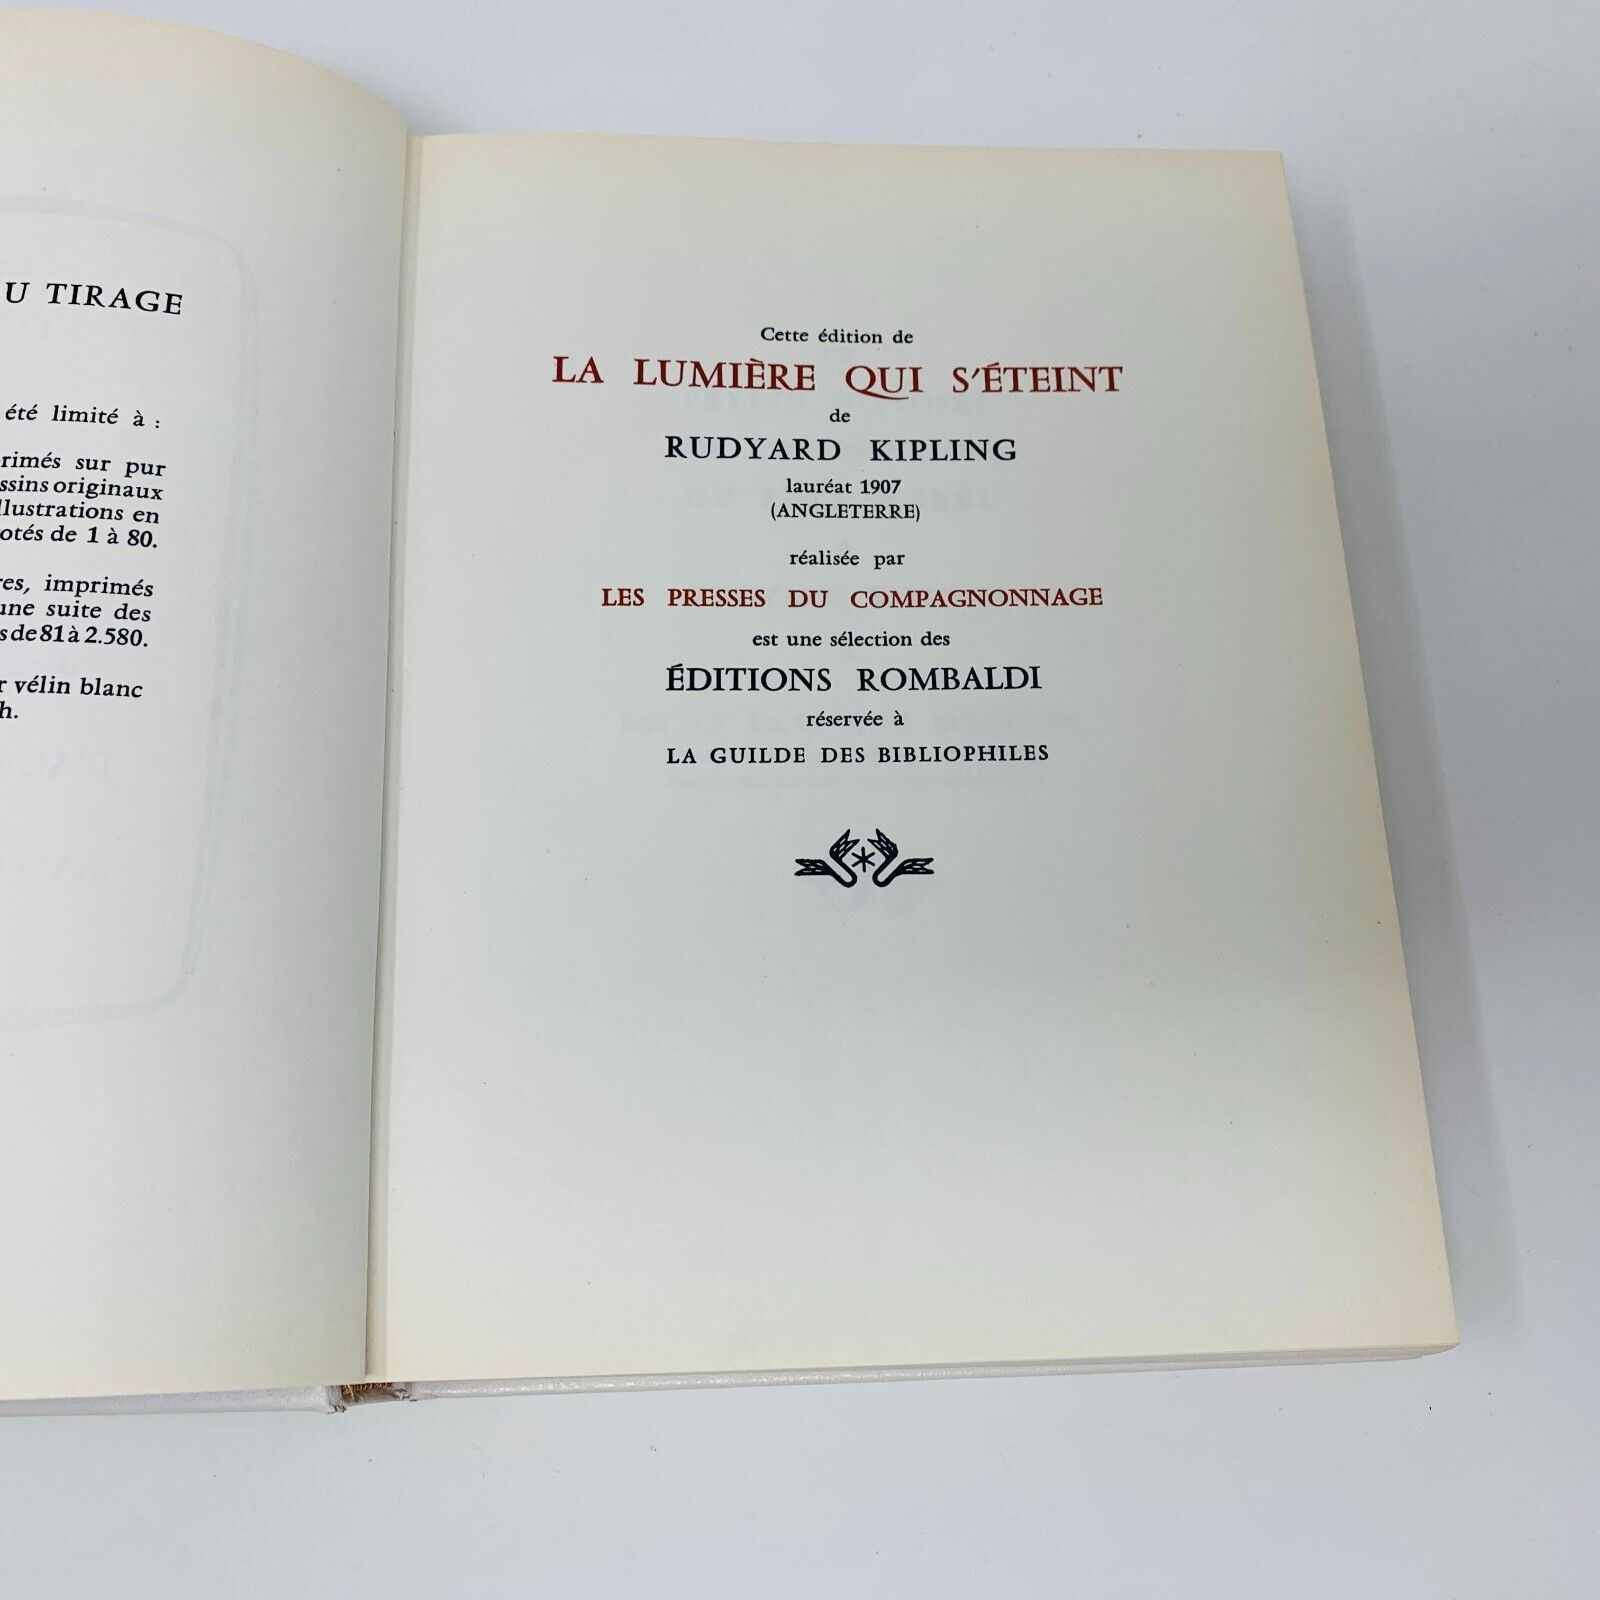 U TIRAGE
été limité à :
rimés sur pur
ssins originaux
llustrations en
otés de 1 à 80.
res, imprimés
une suite des
s de 81 à 2.580.
r vélin blanc
h.
Cette édition de
LA LUMIÈRE QUI S'ÉTEINT
de
RUDYARD KIPLING
lauréat 1907
(ANGLETERRE)
réalisée par
LES PRESSES DU COMPAGNONNAGE
est une sélection des
ÉDITIONS ROMBALDI
réservée à
LA GUILDE DES BIBLIOPHILES